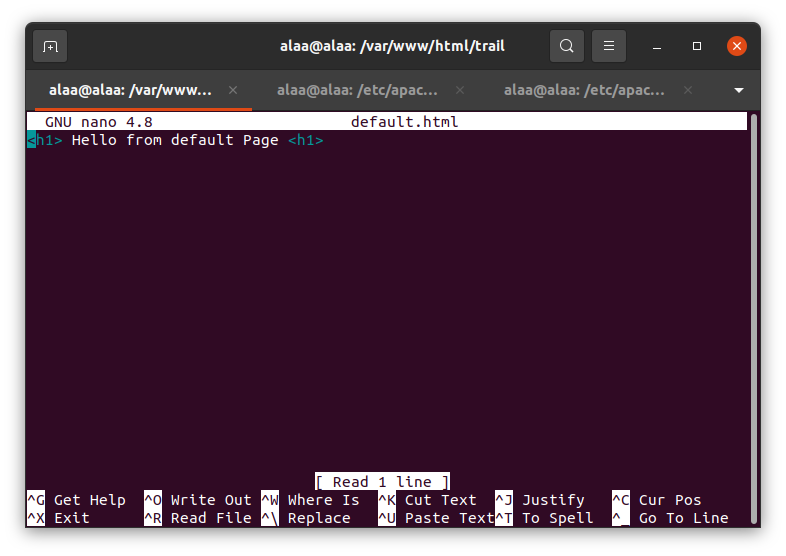 alaa@alaa: /var/www/html/trail
alaa@alaa: /var/www... alaa@alaa: /etc/apac... alaa@alaa: /etc/apac...
GNU nano 4.8 default.html
<h1> Hello from default Page <h1>
[ Read 1 line ]
^G Get Help ^O Write Out ^W Where Is ^K Cut Text ^J Justify ^C Cur Pos
^X Exit ^R Read File ^\ Replace ^U Paste Text ^T To Spell ^_ Go To Line